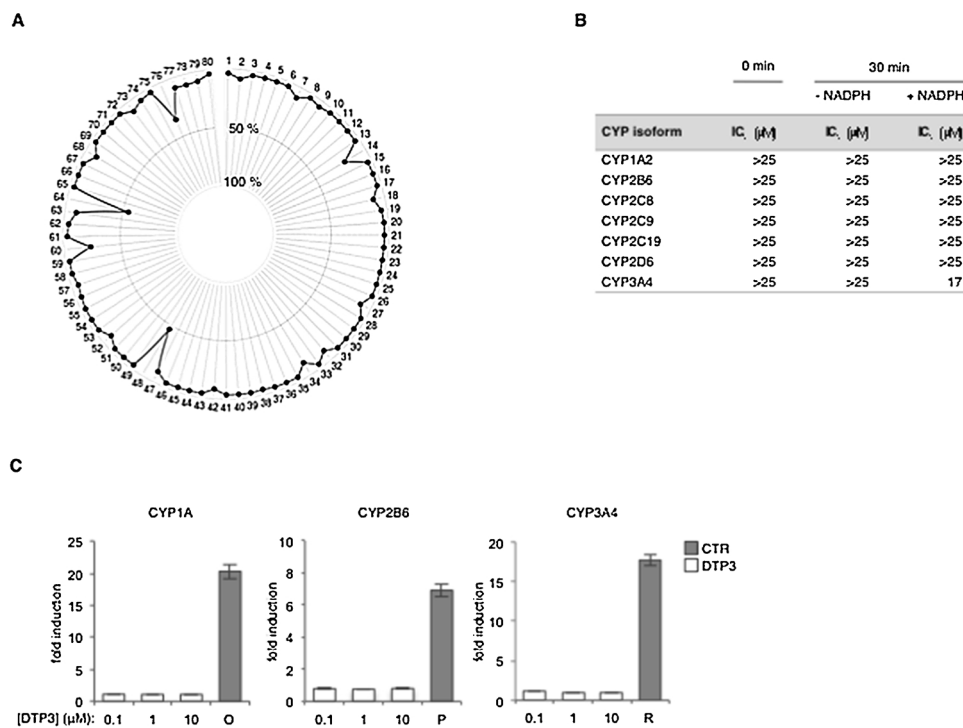 A
1 2 3 4 5 6 7 8 9 10 11 12 13 14 15 16 17 18 19 20 21 22 23 24 25 26 27 28 29 30 31 32 33 34 35 36 37 38 39 40 41 42 43 44 45 46 47 48 49 50 51 52 53 54 55 56 57 58 59 60 61 62 63 64 65 66 67 68 69 70 71 72 73 74 75 76 77 78 79 80
50 %
100 %
B
0 min 30 min
- NADPH + NADPH
CYP isoform IC. (μM) IC. (μM) IC. (μM)
CYP1A2 >25 >25 >25
CYP2B6 >25 >25 >25
CYP2C8 >25 >25 >25
CYP2C9 >25 >25 >25
CYP2C19 >25 >25 >25
CYP2D6 >25 >25 >25
CYP3A4 >25 >25 17
C
CYP1A
fold induction
25
20
15
10
5
0
[DTP3] (μM): 0.1 1 10 O
CYP2B6
fold induction
10
8
6
4
2
0
0.1 1 10 P
CYP3A4
fold induction
20
15
10
5
0
0.1 1 10 R
CTR
DTP3